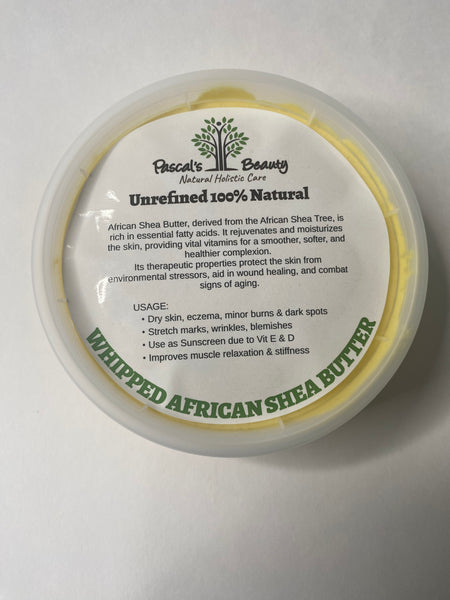 Pascal's Beauty
Natural Holistic Care
Unrefined 100% Natural
African Shea Butter, derived from the African Shea Tree, is
rich in essential fatty acids. It rejuvenates and moisturizes
the skin, providing vital vitamins for a smoother, softer, and
healthier complexion.
Its therapeutic properties protect the skin from
environmental stressors, aid in wound healing, and combat
signs of aging.
USAGE:
• Dry skin, eczema, minor burns & dark spots
• Stretch marks, wrinkles, blemishes
• Use as Sunscreen due to Vit E & D
• Improves muscle relaxation & stiffness
WHIPPED AFRICAN SHEA BUTTER